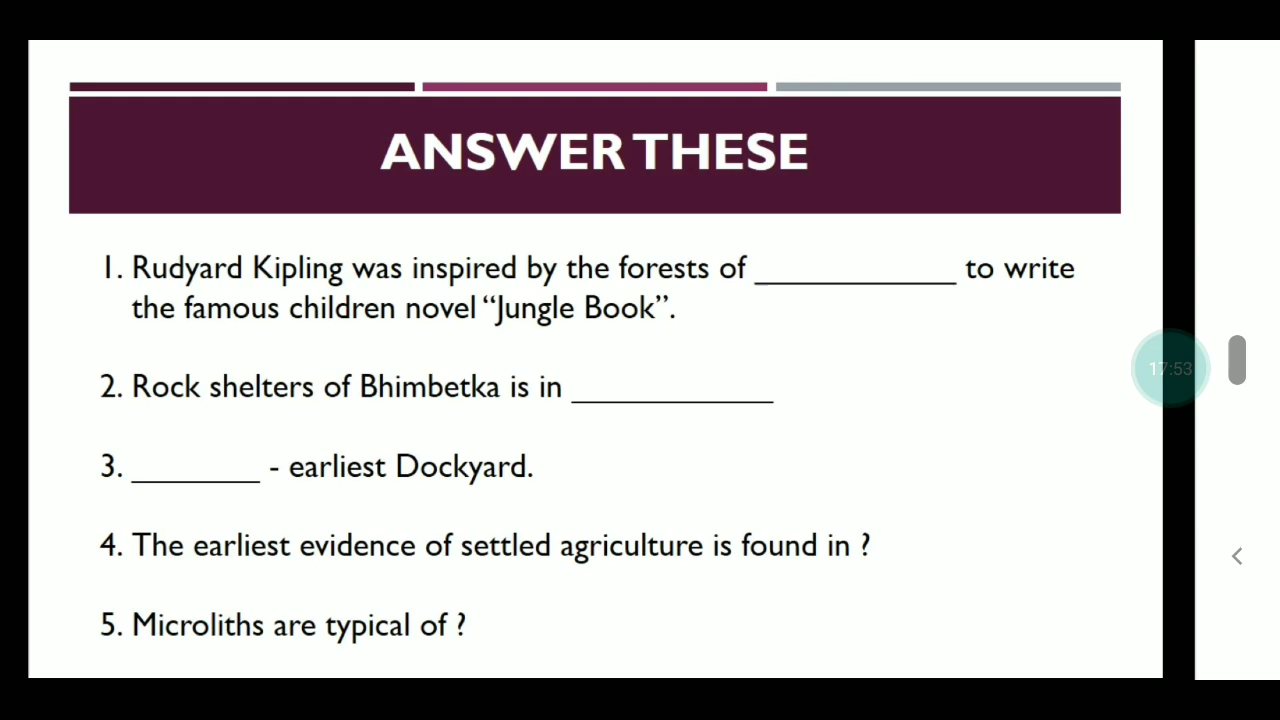 ANSWER THESE
1. Rudyard Kipling was inspired by the forests of ____________ to write
the famous children novel “Jungle Book”.
2. Rock shelters of Bhimbetka is in ____________
3. ________ - earliest Dockyard.
4. The earliest evidence of settled agriculture is found in ?
5. Microliths are typical of ?
17:53